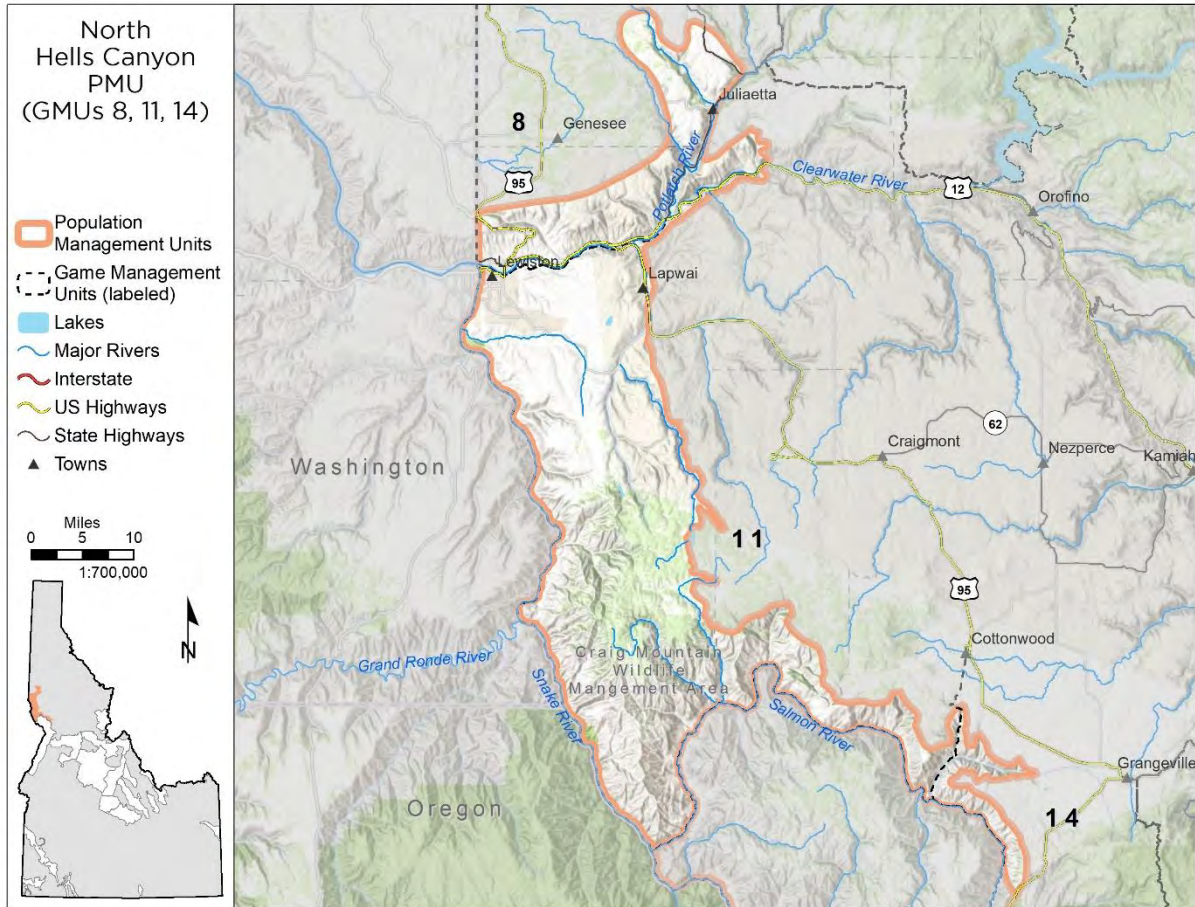 North
Hells Canyon
PMU
(GMUs 8, 11, 14)
Population
Management Units
Game Management
Units (labeled)
Lakes
Major Rivers
Interstate
US Highways
State Highways
Towns
Miles
0 5 10
1:700,000
N
8
Genesee
Juliaetta
95
Potlatch River
Clearwater River
12
Orofino
Lewiston
Lapwai
Washington
Craigmont
62
Nezperce
Kamiah
11
95
Cottonwood
Grand Ronde River
Snake River
Craig Mountain
Wildlife
Mangement Area
Salmon River
Grangeville
Oregon
14